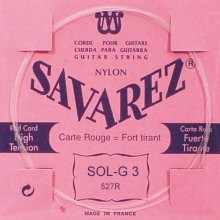 CORDE POUR GUITARE
CUERDA PARA GUITARRA
GUITAR STRING
NYLON
SAVAREZ®
Carte Rouge = Fort tirant
Red Card
High
Tension
Carta Roja
Fuerte
Tirante
SOL-G 3
527R
MADE IN FRANCE